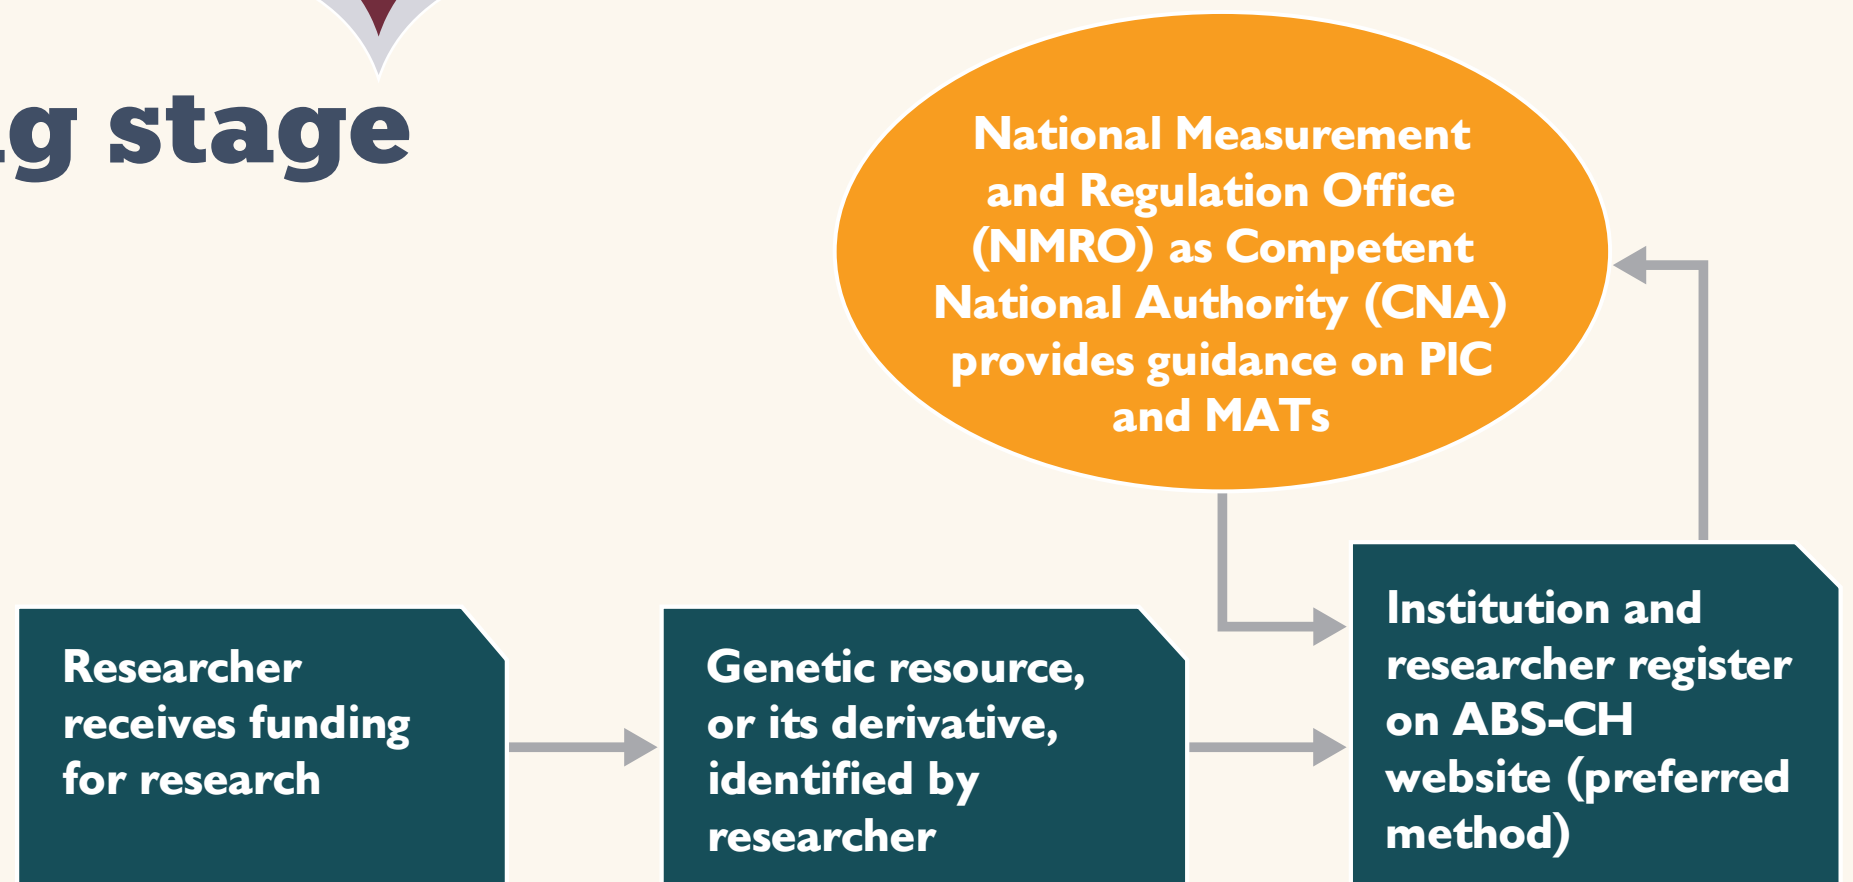 stage
National Measurement
and Regulation Office
(NMRO) as Competent
National Authority (CNA)
provides guidance on PIC
and MATs
Researcher
receives funding
for research
Genetic resource,
or its derivative,
identified by
researcher
Institution and
researcher register
on ABS-CH
website (preferred
method)